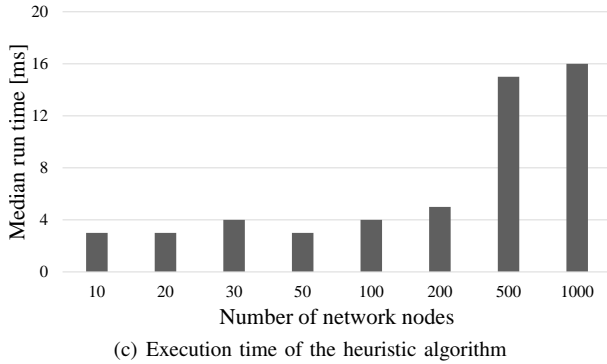 20
16
12
8
4
0
Median run time [ms]
10 20 30 50 100 200 500 1000
Number of network nodes
(c) Execution time of the heuristic algorithm